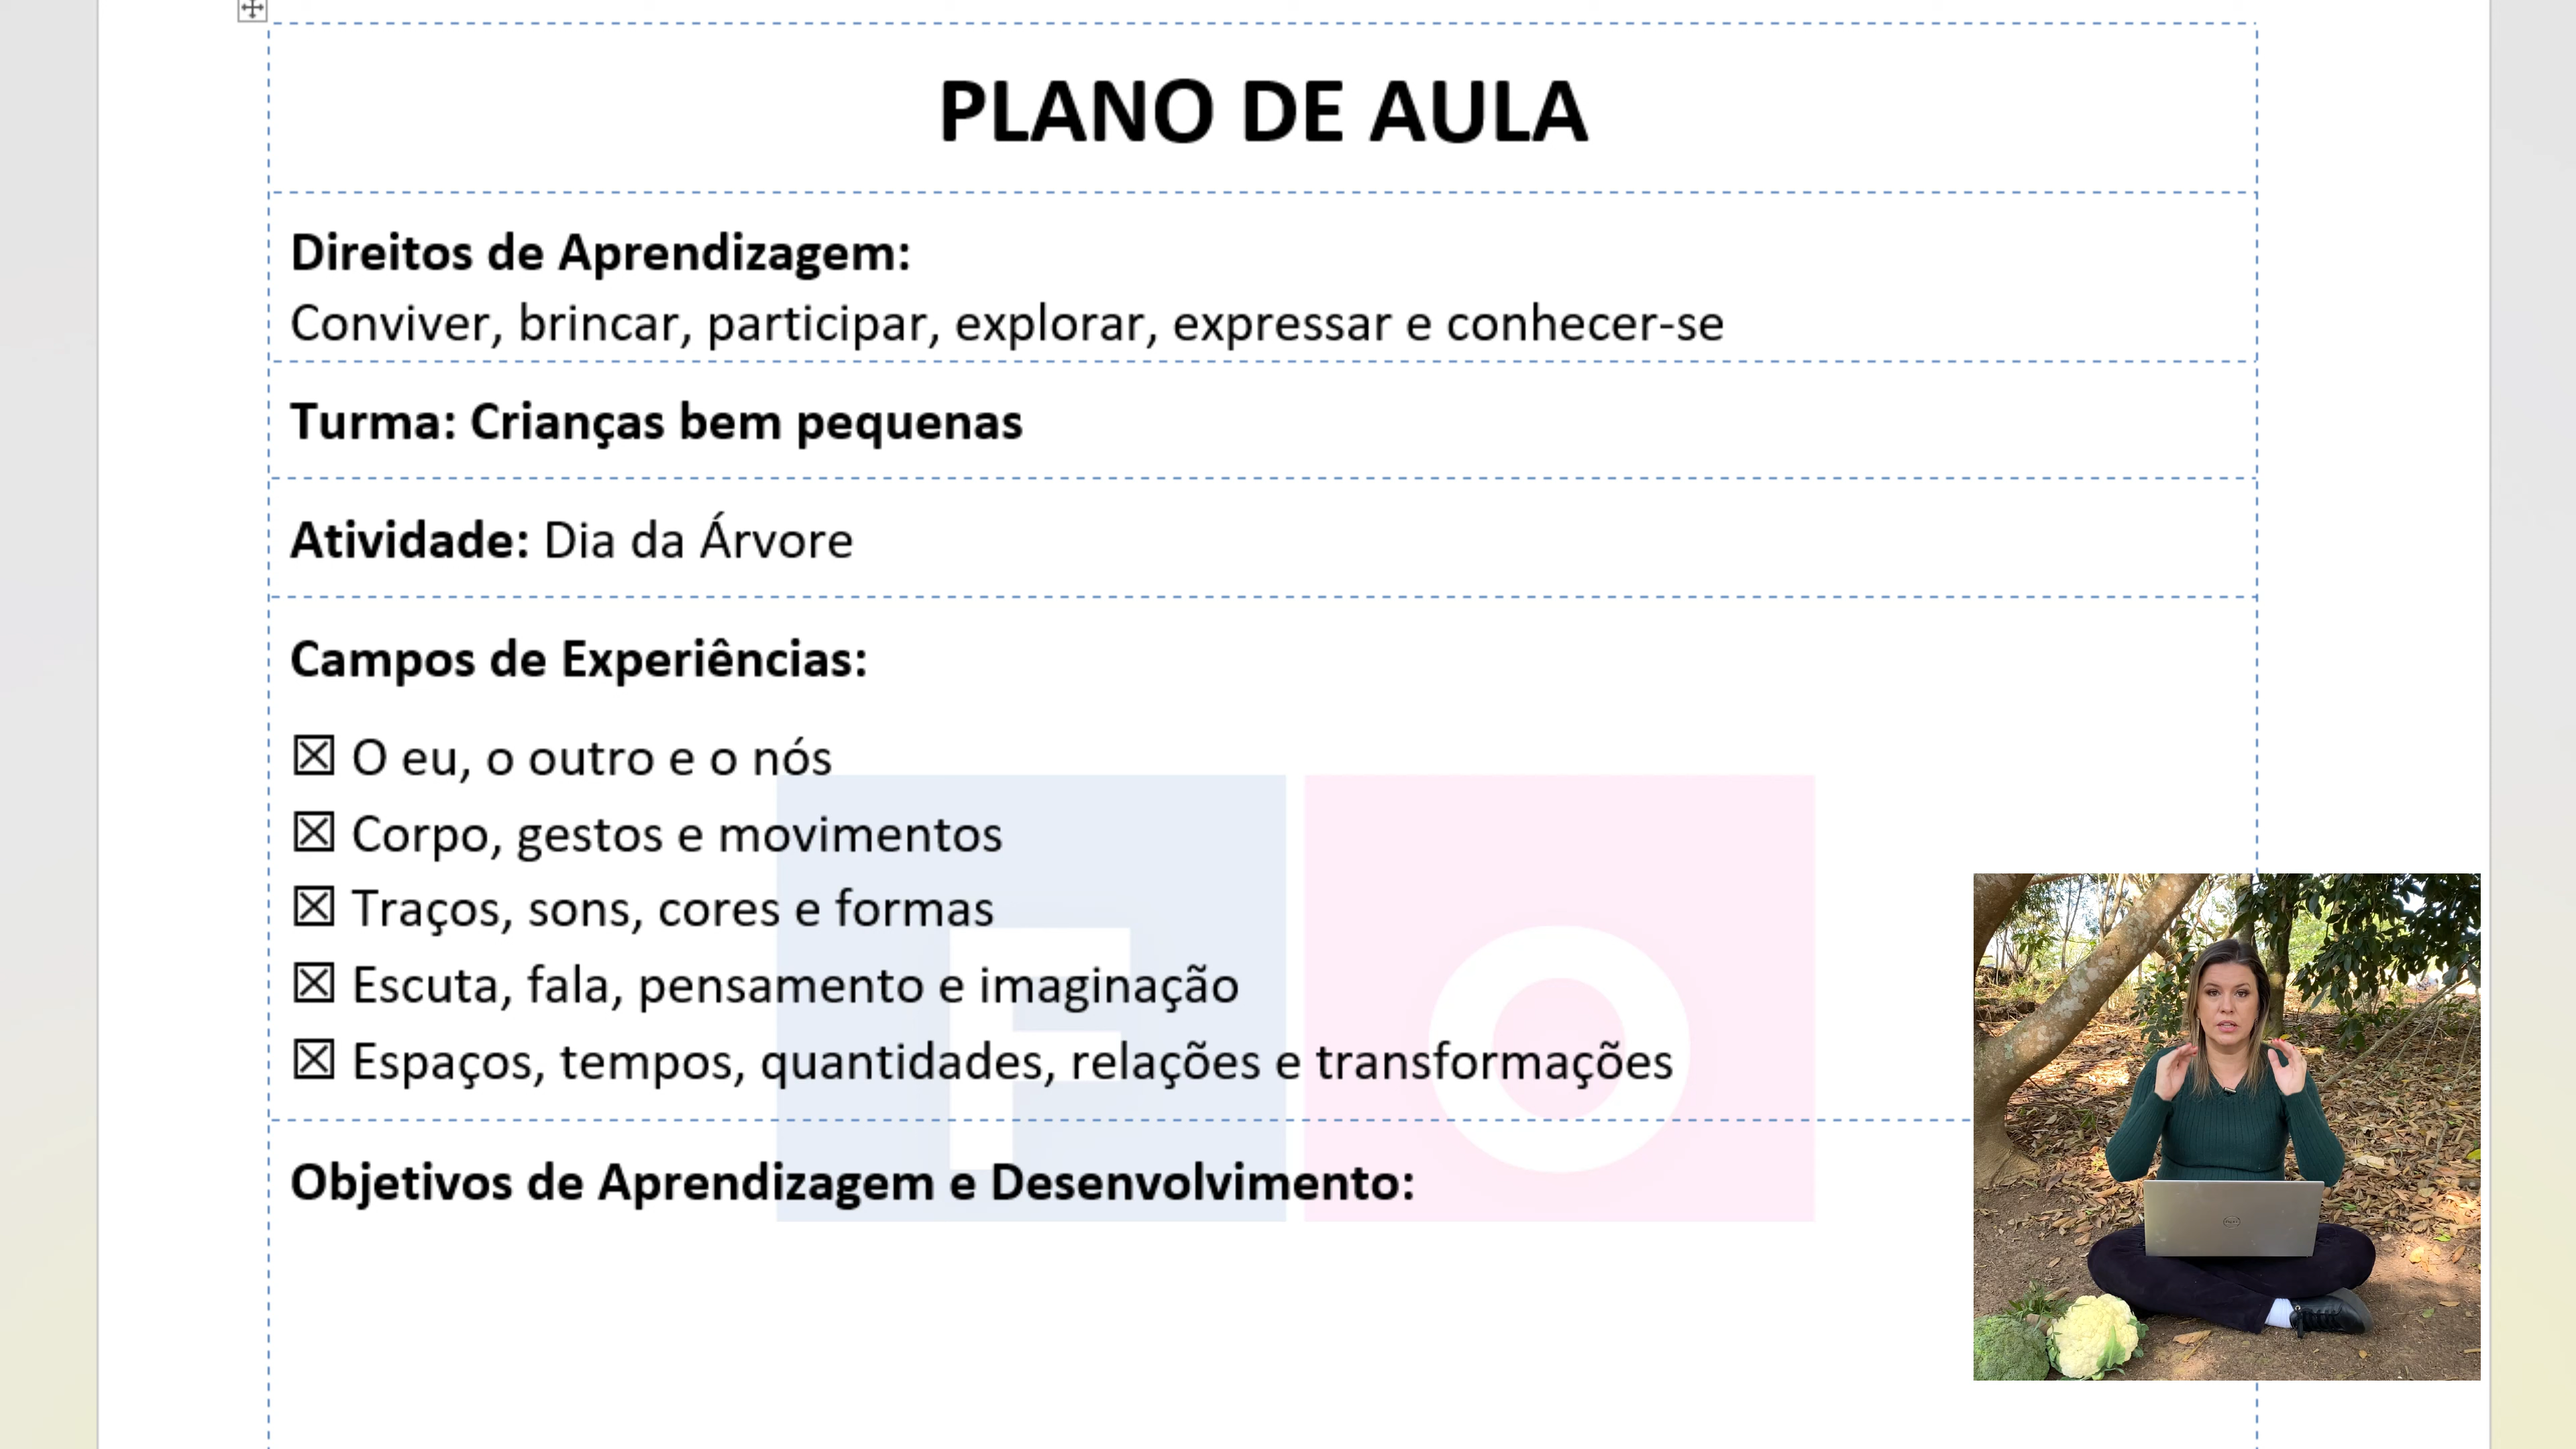 PLANO DE AULA
Direitos de Aprendizagem:
Conviver, brincar, participar, explorar, expressar e conhecer-se
Turma: Crianças bem pequenas
Atividade: Dia da Árvore
Campos de Experiências:
☒ O eu, o outro e o nós
☒ Corpo, gestos e movimentos
☒ Traços, sons, cores e formas
☒ Escuta, fala, pensamento e imaginação
☒ Espaços, tempos, quantidades, relações e transformações
F O
Objetivos de Aprendizagem e Desenvolvimento: